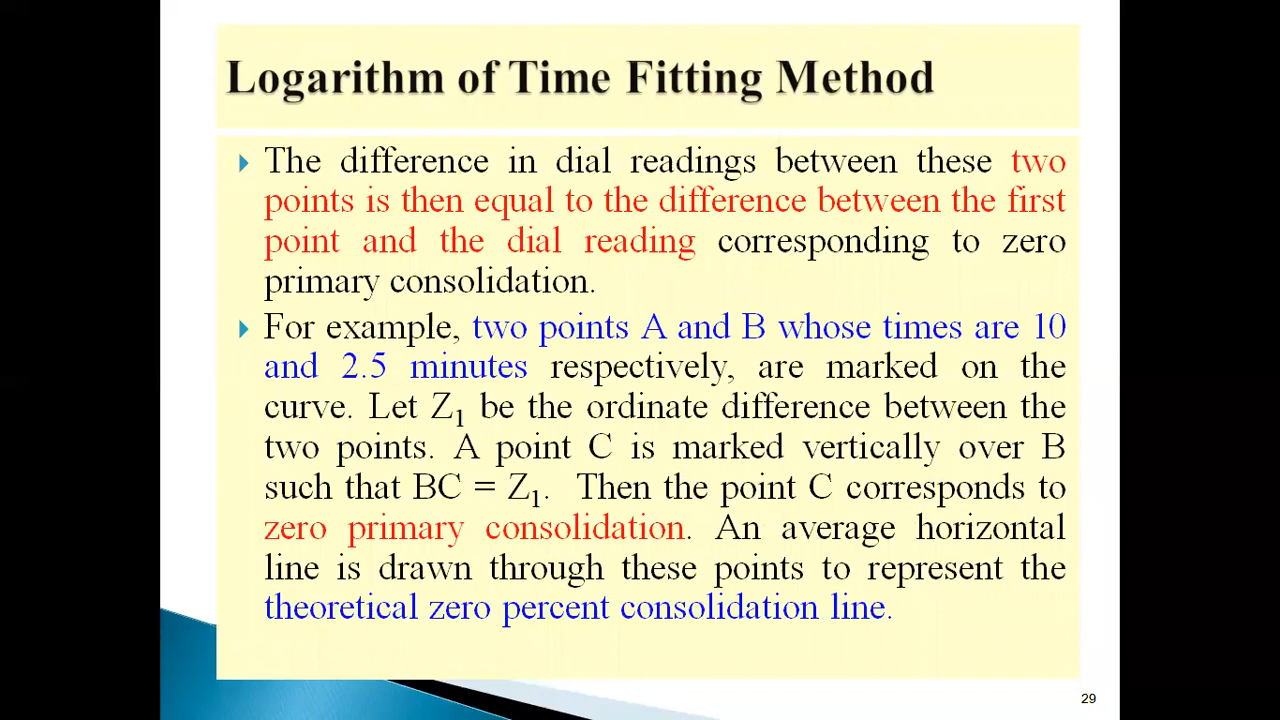 Logarithm of Time Fitting Method
The difference in dial readings between these two
points is then equal to the difference between the first
point and the dial reading corresponding to zero
primary consolidation.
For example, two points A and B whose times are 10
and 2.5 minutes respectively, are marked on the
curve. Let Z₁ be the ordinate difference between the
two points. A point C is marked vertically over B
such that BC = Z₁. Then the point C corresponds to
zero primary consolidation. An average horizontal
line is drawn through these points to represent the
theoretical zero percent consolidation line.
29